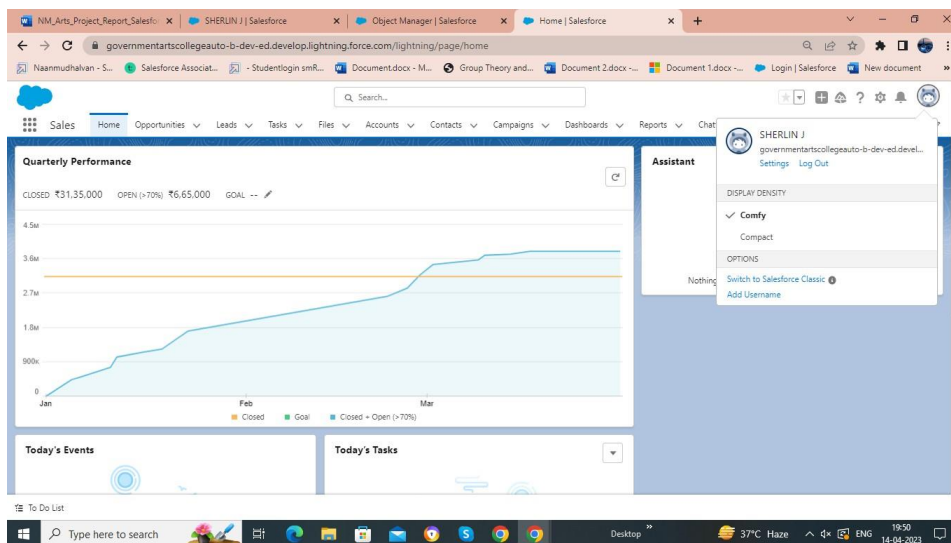 NM_Arts_Project_Report_Salesfo
SHERLIN J | Salesforce
Object Manager | Salesforce
Home | Salesforce
governmentartscollegeauto-b-dev-ed.develop.lightning.force.com/lightning/page/home
Naanmudhalvan - S...
Salesforce Associat...
- Studentlogin smR...
Document.docx - M...
Group Theory and...
Document 2.docx -...
Document 1.docx -...
Login | Salesforce
New document
Search...
Sales
Home
Opportunities
Leads
Tasks
Files
Accounts
Contacts
Campaigns
Dashboards
Reports
Chat
Quarterly Performance
CLOSED ₹31,35,000 OPEN (>70%) ₹6,65,000 GOAL --
4.5M
3.6M
2.7M
1.8M
900K
0
Jan Feb Mar
Closed Goal Closed + Open (>70%)
Assistant
Nothing
SHERLIN J
governmentartscollegeauto-b-dev-ed.devel...
Settings Log Out
DISPLAY DENSITY
Comfy
Compact
OPTIONS
Switch to Salesforce Classic
Add Username
Today's Events
Today's Tasks
To Do List
Type here to search
Desktop
37°C Haze
ENG
19:50
14-04-2023